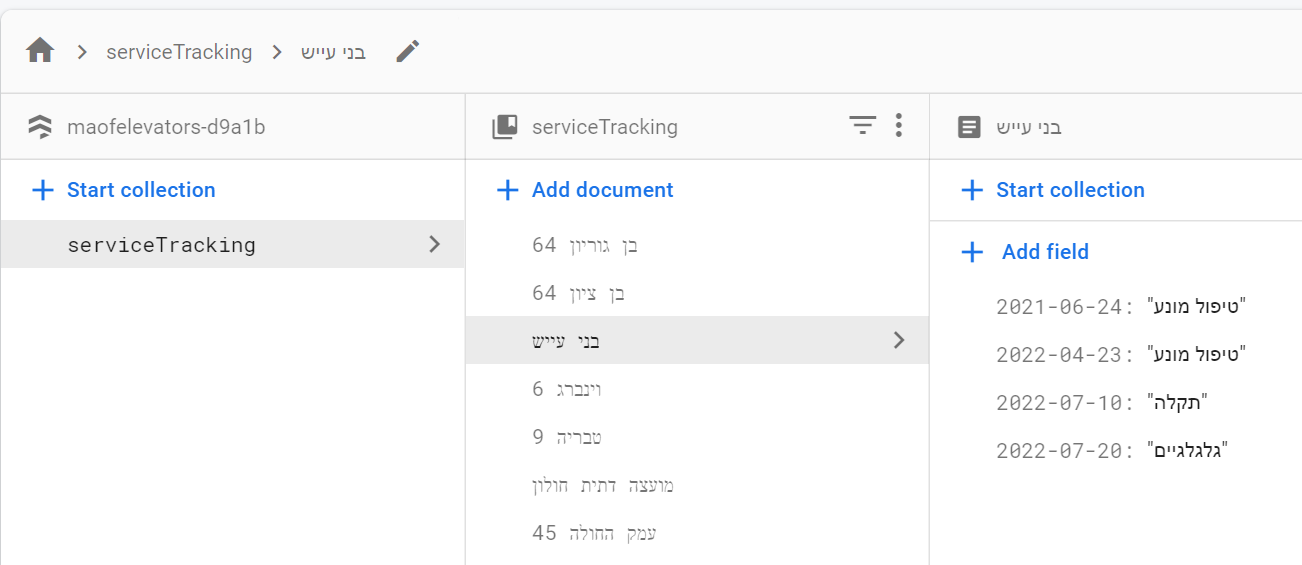 serviceTracking
בני עייש
maofelevators-d9a1b
serviceTracking
בני עייש
Start collection
Add document
Start collection
serviceTracking
בן גוריון 64
בן ציון 64
בני עייש
וינברג 6
טבריה 9
מועצה דתית חולון
עמק החולה 45
Add field
2021-06-24: "טיפול מונע"
2022-04-23: "טיפול מונע"
2022-07-10: "תקלה"
2022-07-20: "גלגלגיים"